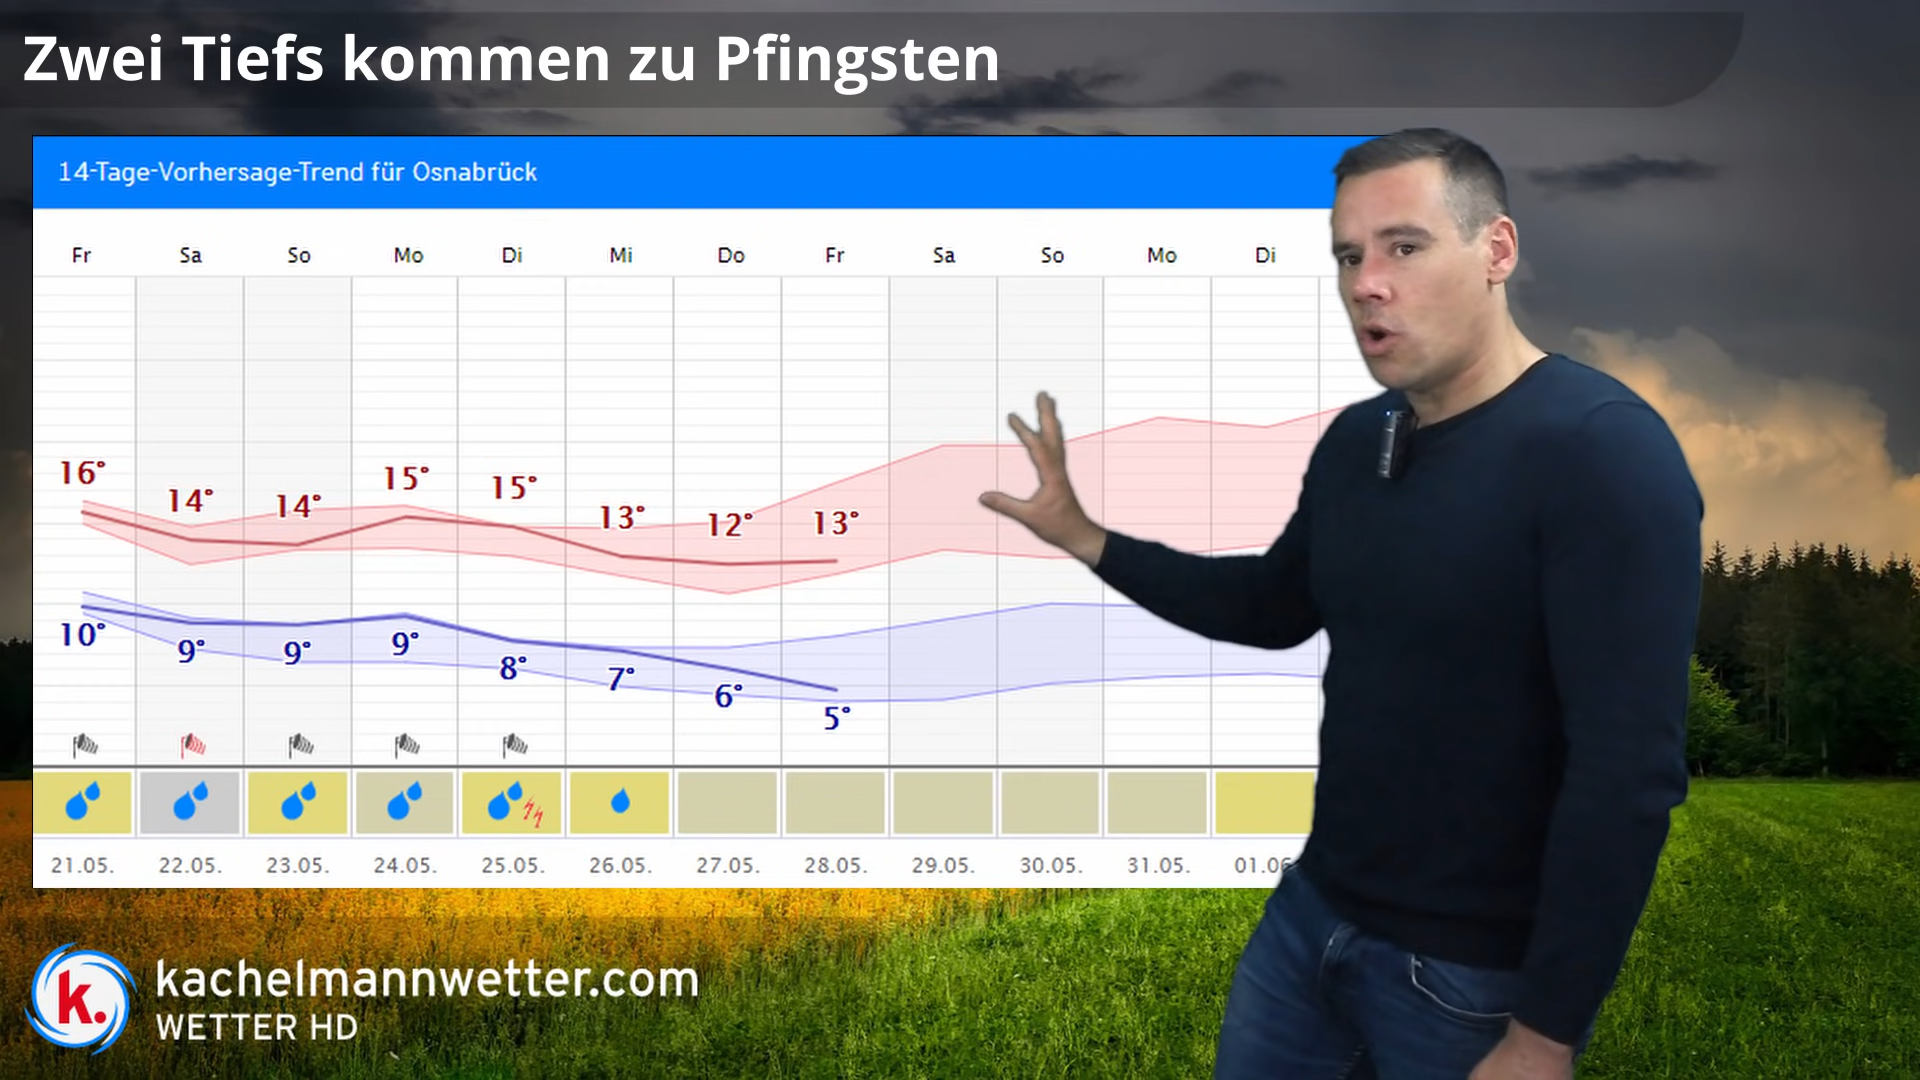 Zwei Tiefs kommen zu Pfingsten
14-Tage-Vorhersage-Trend für Osnabrück
Fr Sa So Mo Di Mi Do Fr Sa So Mo Di
16° 14° 14° 15° 15° 13° 12° 13°
10° 9° 9° 9° 8° 7° 6° 5°
21.05. 22.05. 23.05. 24.05. 25.05. 26.05. 27.05. 28.05. 29.05. 30.05. 31.05. 01.06
k. kachelmannwetter.com
WETTER HD